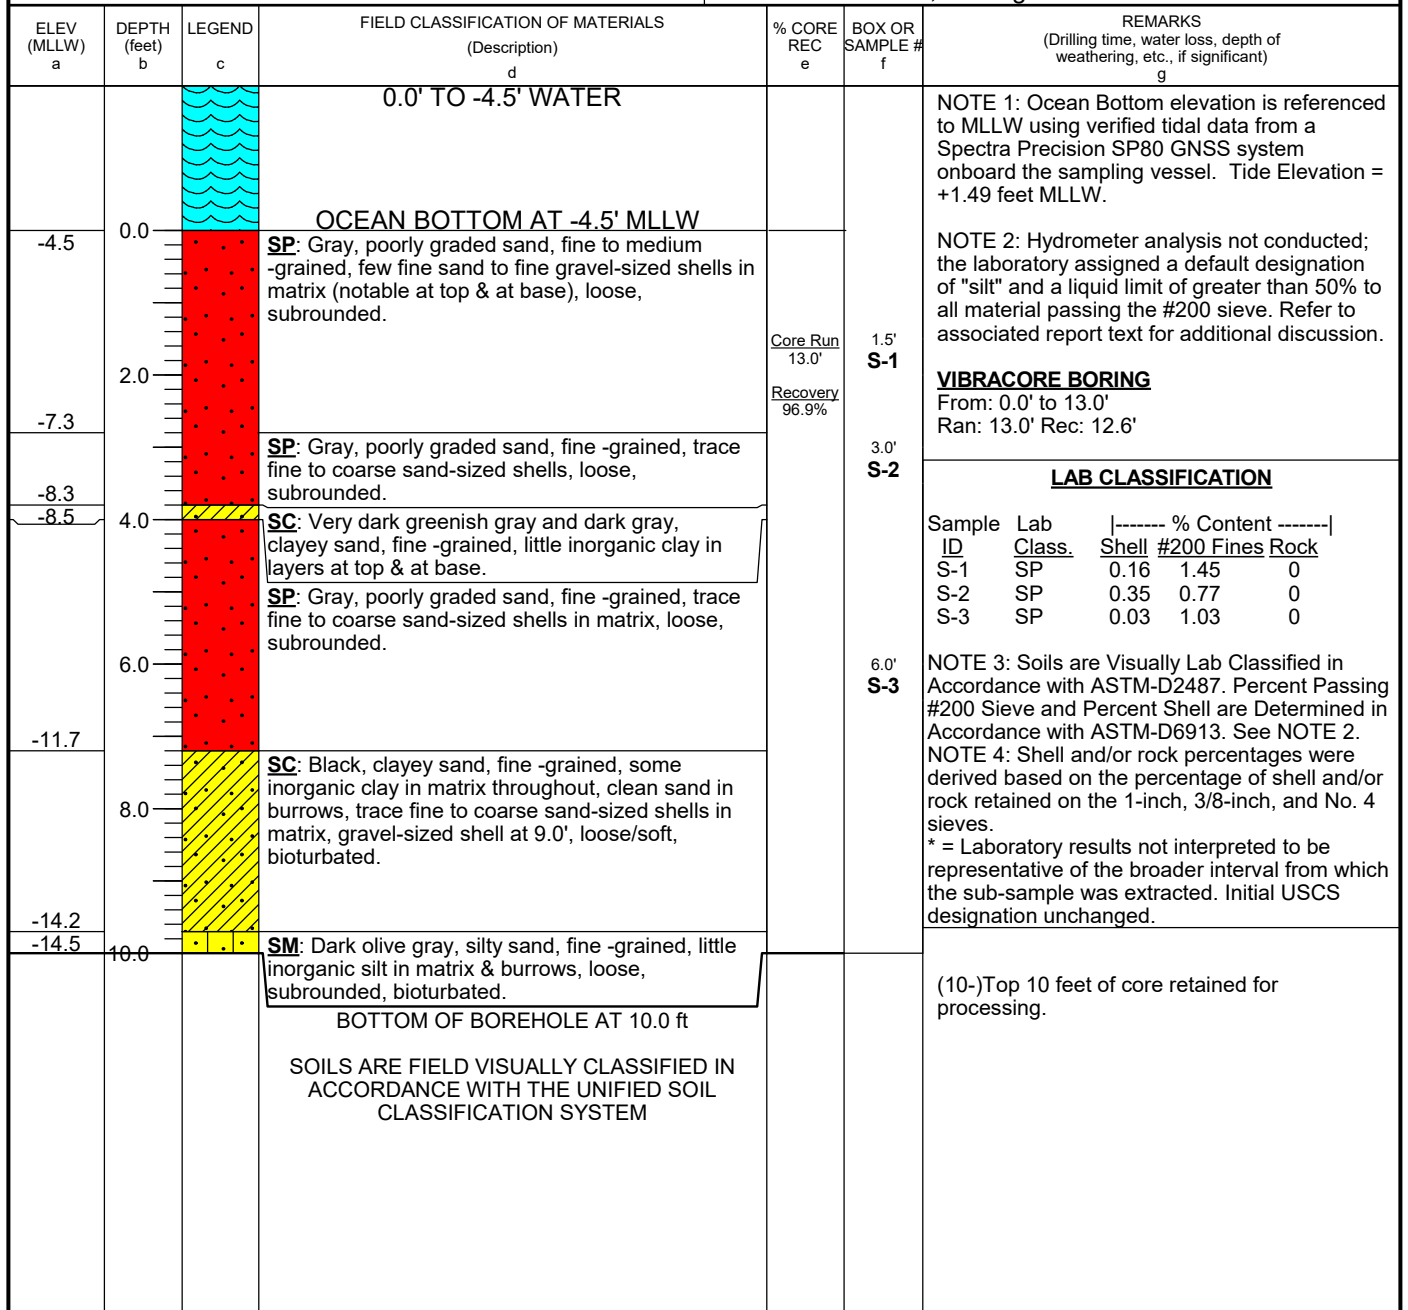 ELEV
(MLLW)
a
DEPTH
(feet)
b
LEGEND
c
FIELD CLASSIFICATION OF MATERIALS
(Description)
d
% CORE
REC
e
BOX OR
SAMPLE #
f
REMARKS
(Drilling time, water loss, depth of
weathering, etc., if significant)
g
0.0' TO -4.5' WATER
OCEAN BOTTOM AT -4.5' MLLW
-4.5
0.0
SP: Gray, poorly graded sand, fine to medium
-grained, few fine sand to fine gravel-sized shells in
matrix (notable at top & at base), loose,
subrounded.
2.0
-7.3
SP: Gray, poorly graded sand, fine -grained, trace
fine to coarse sand-sized shells, loose,
subrounded.
-8.3
-8.5
4.0
SC: Very dark greenish gray and dark gray,
clayey sand, fine -grained, little inorganic clay in
layers at top & at base.
SP: Gray, poorly graded sand, fine -grained, trace
fine to coarse sand-sized shells in matrix, loose,
subrounded.
6.0
-11.7
SC: Black, clayey sand, fine -grained, some
inorganic clay in matrix throughout, clean sand in
burrows, trace fine to coarse sand-sized shells in
matrix, gravel-sized shell at 9.0', loose/soft,
bioturbated.
8.0
-14.2
-14.5
10.0
SM: Dark olive gray, silty sand, fine -grained, little
inorganic silt in matrix & burrows, loose,
subrounded, bioturbated.
BOTTOM OF BOREHOLE AT 10.0 ft
SOILS ARE FIELD VISUALLY CLASSIFIED IN
ACCORDANCE WITH THE UNIFIED SOIL
CLASSIFICATION SYSTEM
Core Run
13.0'
Recovery
96.9%
1.5'
S-1
3.0'
S-2
6.0'
S-3
NOTE 1: Ocean Bottom elevation is referenced
to MLLW using verified tidal data from a
Spectra Precision SP80 GNSS system
onboard the sampling vessel. Tide Elevation =
+1.49 feet MLLW.
NOTE 2: Hydrometer analysis not conducted;
the laboratory assigned a default designation
of "silt" and a liquid limit of greater than 50% to
all material passing the #200 sieve. Refer to
associated report text for additional discussion.
VIBRACORE BORING
From: 0.0' to 13.0'
Ran: 13.0' Rec: 12.6'
LAB CLASSIFICATION
Sample Lab |------- % Content -------|
ID Class. Shell #200 Fines Rock
S-1 SP 0.16 1.45 0
S-2 SP 0.35 0.77 0
S-3 SP 0.03 1.03 0
NOTE 3: Soils are Visually Lab Classified in
Accordance with ASTM-D2487. Percent Passing
#200 Sieve and Percent Shell are Determined in
Accordance with ASTM-D6913. See NOTE 2.
NOTE 4: Shell and/or rock percentages were
derived based on the percentage of shell and/or
rock retained on the 1-inch, 3/8-inch, and No. 4
sieves.
* = Laboratory results not interpreted to be
representative of the broader interval from which
the sub-sample was extracted. Initial USCS
designation unchanged.
(10-)Top 10 feet of core retained for
processing.